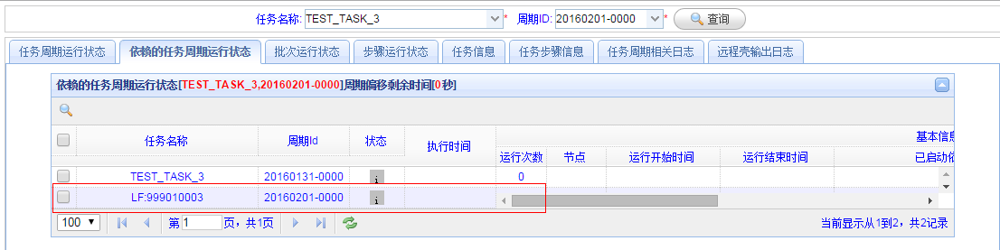 任务名称: TEST_TASK_3 * 周期ID: 20160201-0000 * 查询
任务周期运行状态 依赖的任务周期运行状态 批次运行状态 步骤运行状态 任务信息 任务步骤信息 任务周期相关日志 远程壳输出日志
依赖的任务周期运行状态[TEST_TASK_3,20160201-0000]周期偏移剩余时间[0秒]
任务名称 周期Id 状态 执行时间 基本信息
运行次数 节点 运行开始时间 运行结束时间 已启动依
TEST_TASK_3 20160131-0000 i 0
LF:999010003 20160201-0000 i
100 第 1 页，共1页 当前显示从1到2，共2记录